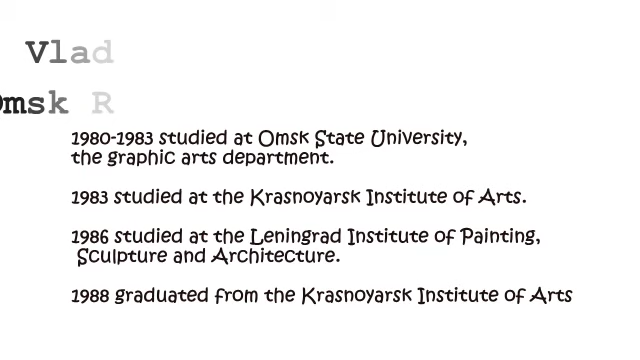 Vlad
Omsk R
1980-1983 studied at Omsk State University,
the graphic arts department.
1983 studied at the Krasnoyarsk Institute of Arts.
1986 studied at the Leningrad Institute of Painting,
Sculpture and Architecture.
1988 graduated from the Krasnoyarsk Institute of Arts